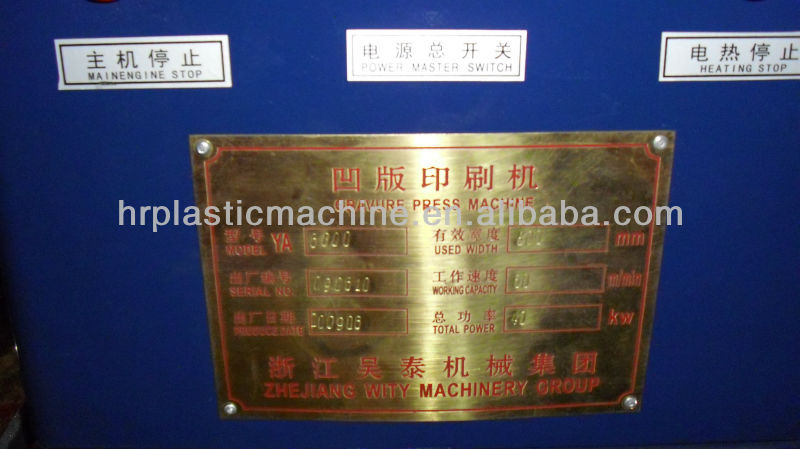 主机停止
MAINENGINE STOP
电源总开关
POWER MASTER SWITCH
电热停止
HEATING STOP
凹版印刷机
GRAVURE PRESS MACHINE
hrplasticmachine.en.alibaba.com
型号 YA 有效宽度 mm
MODEL USED WIDTH
出厂编号 090610 工作速度 60 m/min
SERIAL NO. WORKING CAPACITY
出厂日期 总功率 40 kw
PRODUCE DATE TOTAL POWER
浙江吴泰机械集团
ZHEJIANG WITY MACHINERY GROUP